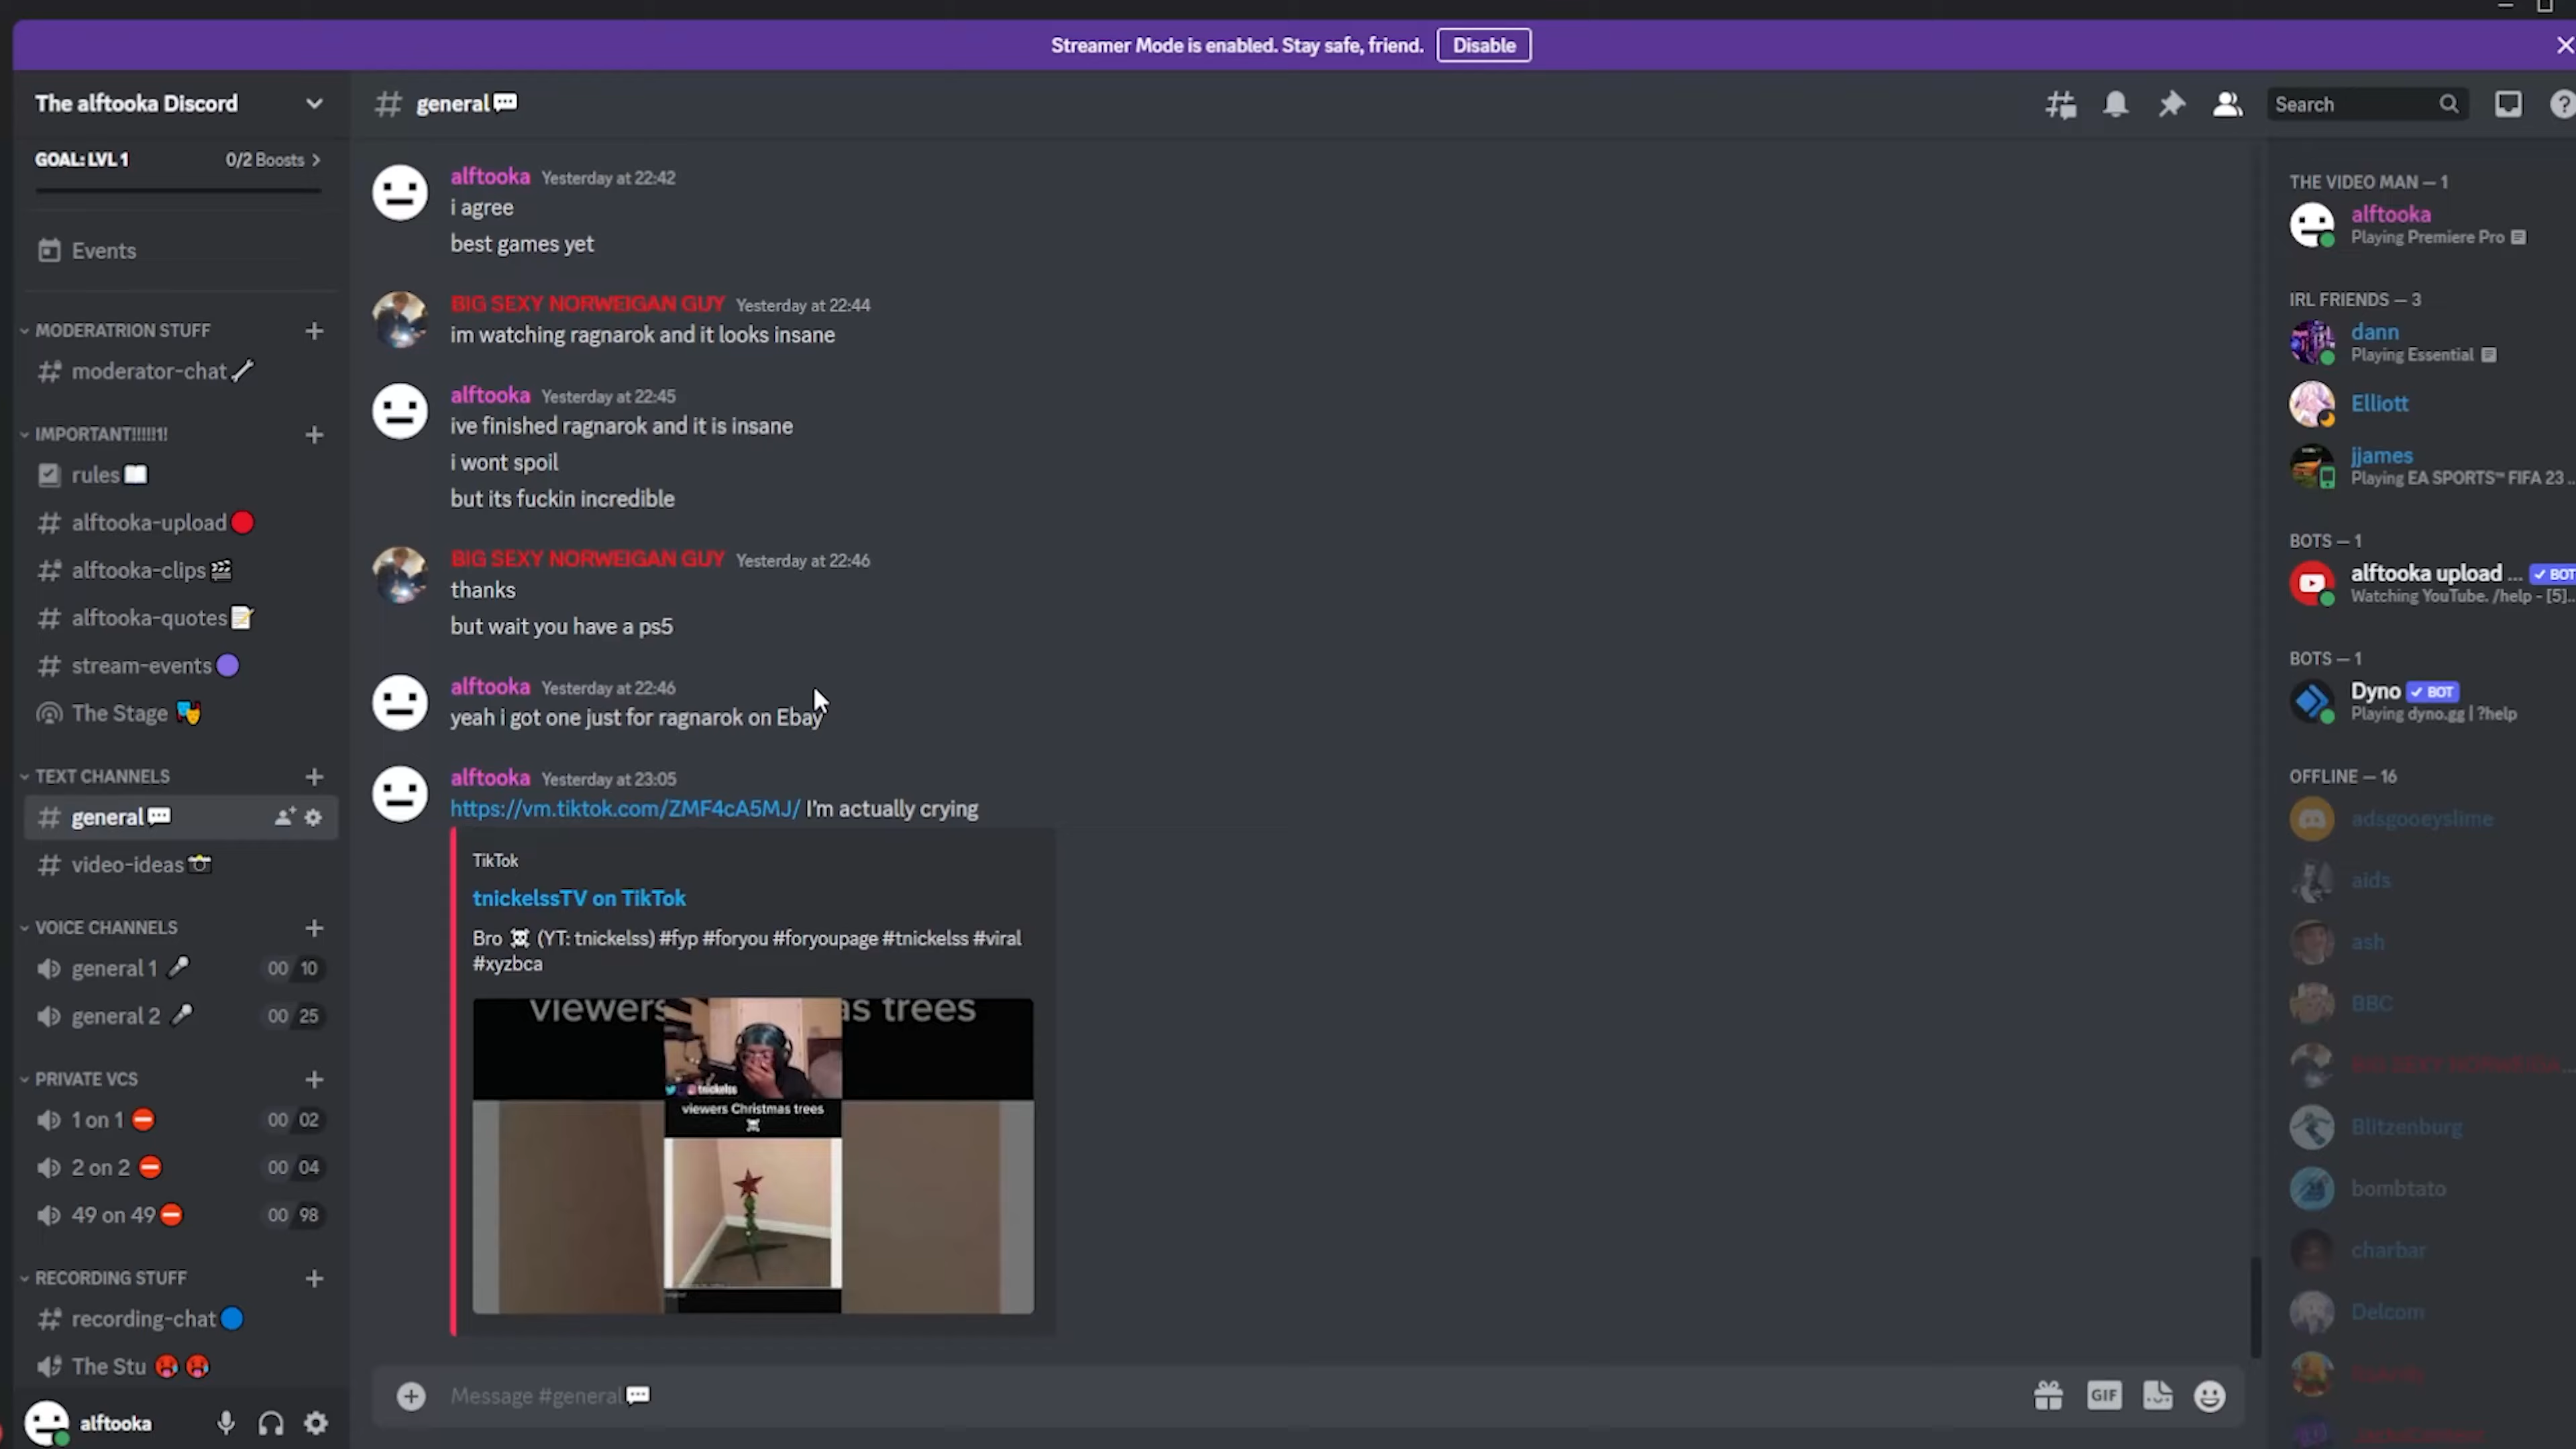 Streamer Mode is enabled. Stay safe, friend.
Disable
The alftooka Discord
GOAL: LVL 1
0/2 Boosts
Events
MODERATRION STUFF
moderator-chat
IMPORTANT!!!!!1!
rules
alftooka-upload
alftooka-clips
alftooka-quotes
stream-events
The Stage
TEXT CHANNELS
general
video-ideas
VOICE CHANNELS
general 1
00 10
general 2
00 25
PRIVATE VCS
1 on 1
00 02
2 on 2
00 04
49 on 49
00 98
RECORDING STUFF
recording-chat
The Stu
alftooka
general
Search
alftooka Yesterday at 22:42
i agree
best games yet
BIG SEXY NORWEIGAN GUY Yesterday at 22:44
im watching ragnarok and it looks insane
alftooka Yesterday at 22:45
ive finished ragnarok and it is insane
i wont spoil
but its fuckin incredible
BIG SEXY NORWEIGAN GUY Yesterday at 22:46
thanks
but wait you have a ps5
alftooka Yesterday at 22:46
yeah i got one just for ragnarok on Ebay
alftooka Yesterday at 23:05
https://vm.tiktok.com/ZMF4cA5MJ/ I'm actually crying
TikTok
tnickelssTV on TikTok
Bro ☠️ (YT: tnickelss) #fyp #foryou #foryoupage #tnickelss #viral
#xyzbca
viewers as trees
tnickelss
viewers Christmas trees
Message #general
GIF
THE VIDEO MAN — 1
alftooka
Playing Premiere Pro
IRL FRIENDS — 3
dann
Playing Essential
Elliott
jjames
Playing EA SPORTS™ FIFA 23 ...
BOTS — 1
alftooka upload ... BOT
Watching YouTube. /help - [5]...
BOTS — 1
Dyno BOT
Playing dyno.gg | ?help
OFFLINE — 16
adsgooeyslime
aids
ash
BBC
BIG SEXY NORWEIGA...
Blitzenburg
bombtato
charbar
Delcom